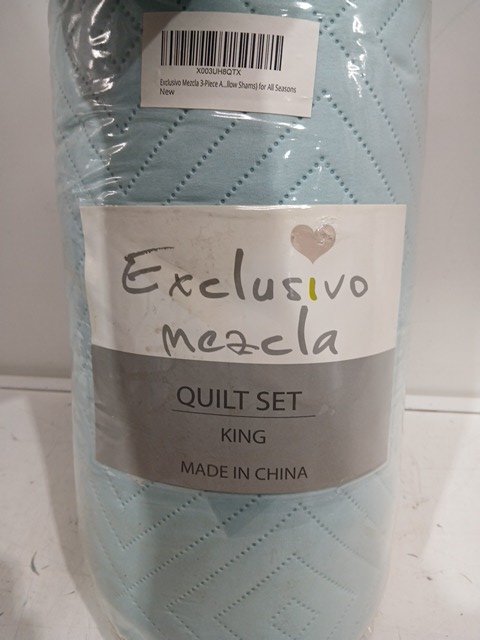 X003UH8QTX
Exclusivo Mezcla 3-Piece A...llow Shams) for All Seasons
New
Exclusivo
mezcla
QUILT SET
KING
MADE IN CHINA